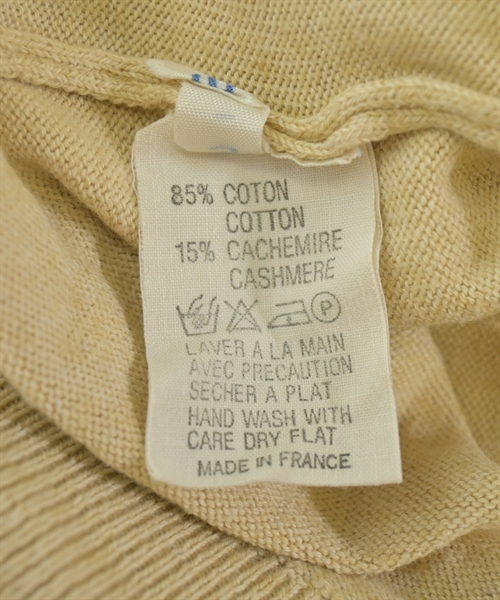 85% COTON
COTTON
15% CACHEMIRE
CASHMERE
P
LAVER A LA MAIN
AVEC PRECAUTION
SECHER A PLAT
HAND WASH WITH
CARE DRY FLAT
MADE IN FRANCE